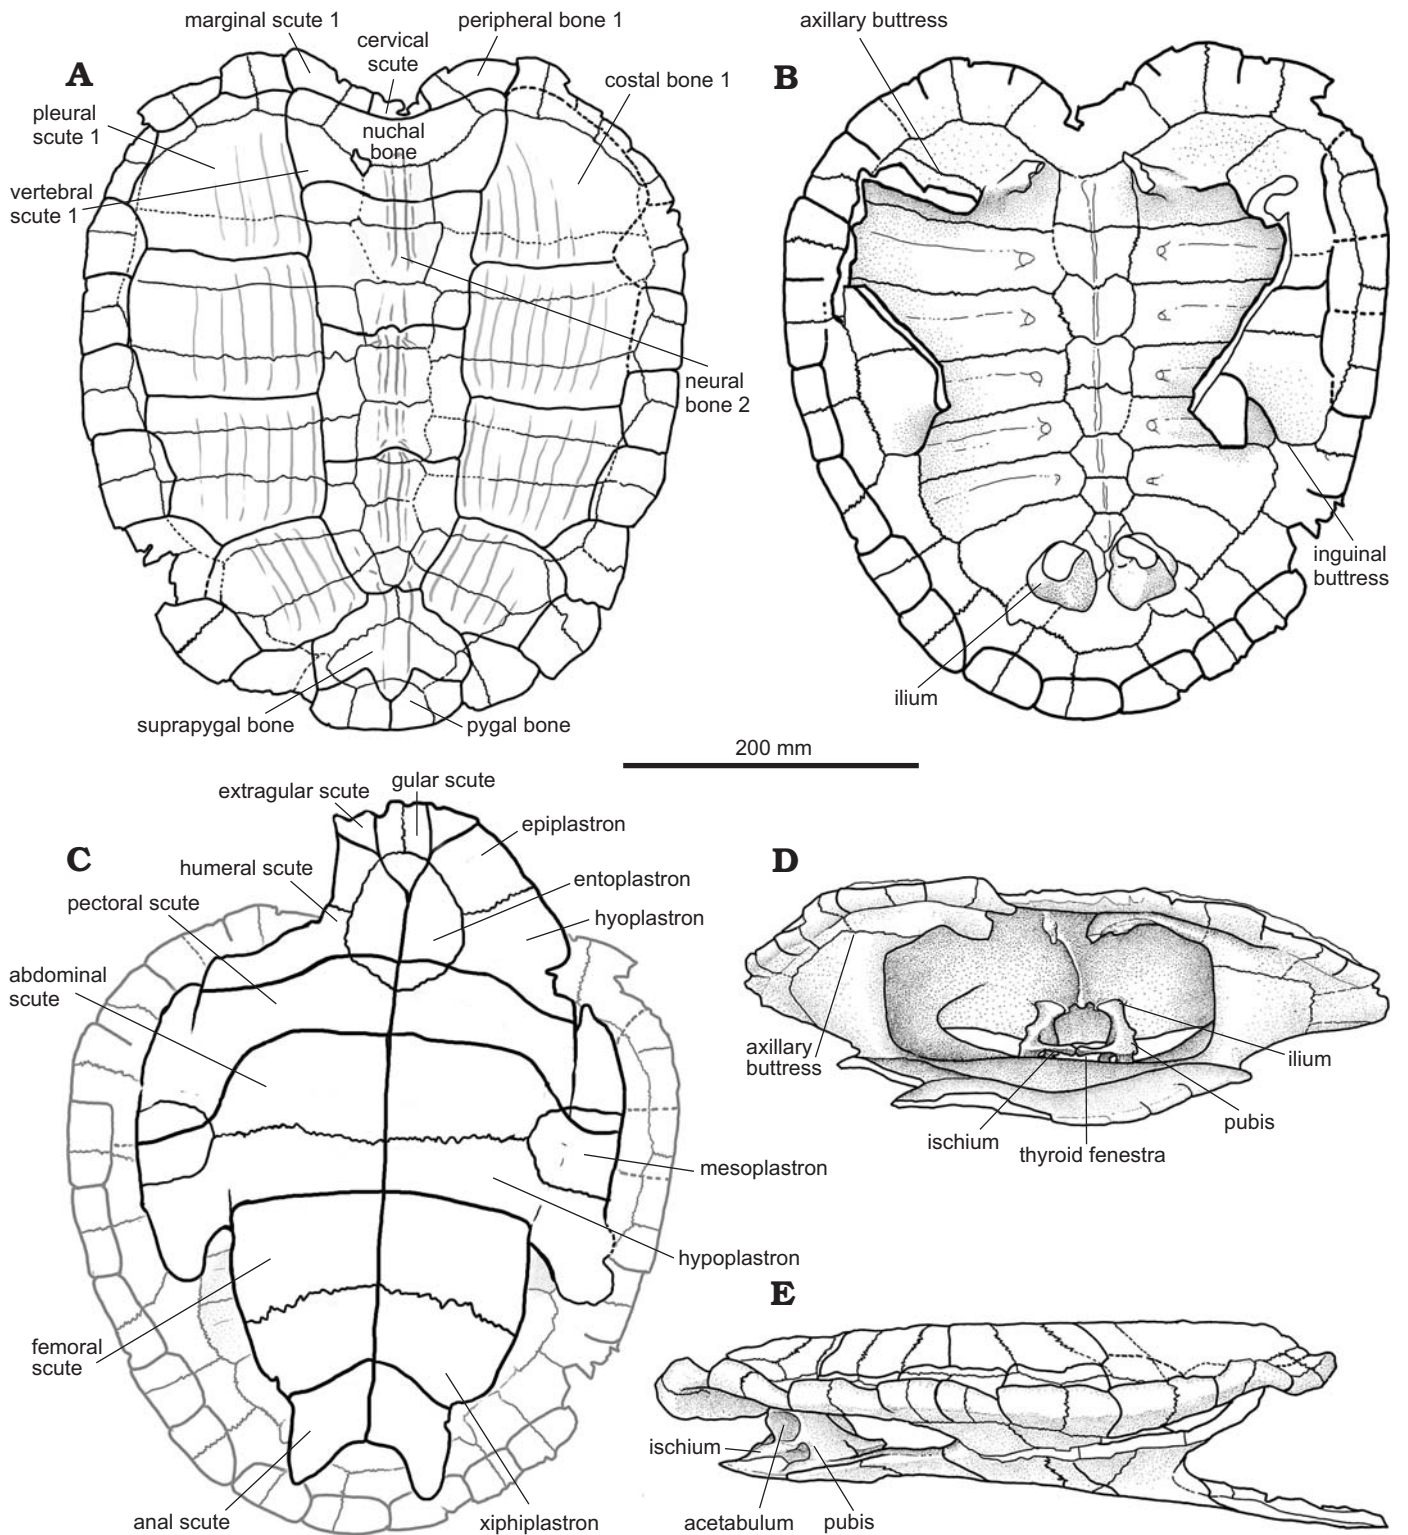 marginal scute 1
peripheral bone 1
cervical
scute
A
costal bone 1
pleural
scute 1
nuchal
bone
vertebral
scute 1
neural
bone 2
suprapygal bone
pygal bone
axillary buttress
B
inguinal
buttress
ilium
200 mm
extragular scute
gular scute
C
epiplastron
humeral scute
entoplastron
pectoral scute
hyoplastron
abdominal
scute
mesoplastron
hypoplastron
femoral
scute
anal scute
xiphiplastron
D
axillary
buttress
ilium
pubis
ischium
thyroid fenestra
E
ischium
acetabulum
pubis